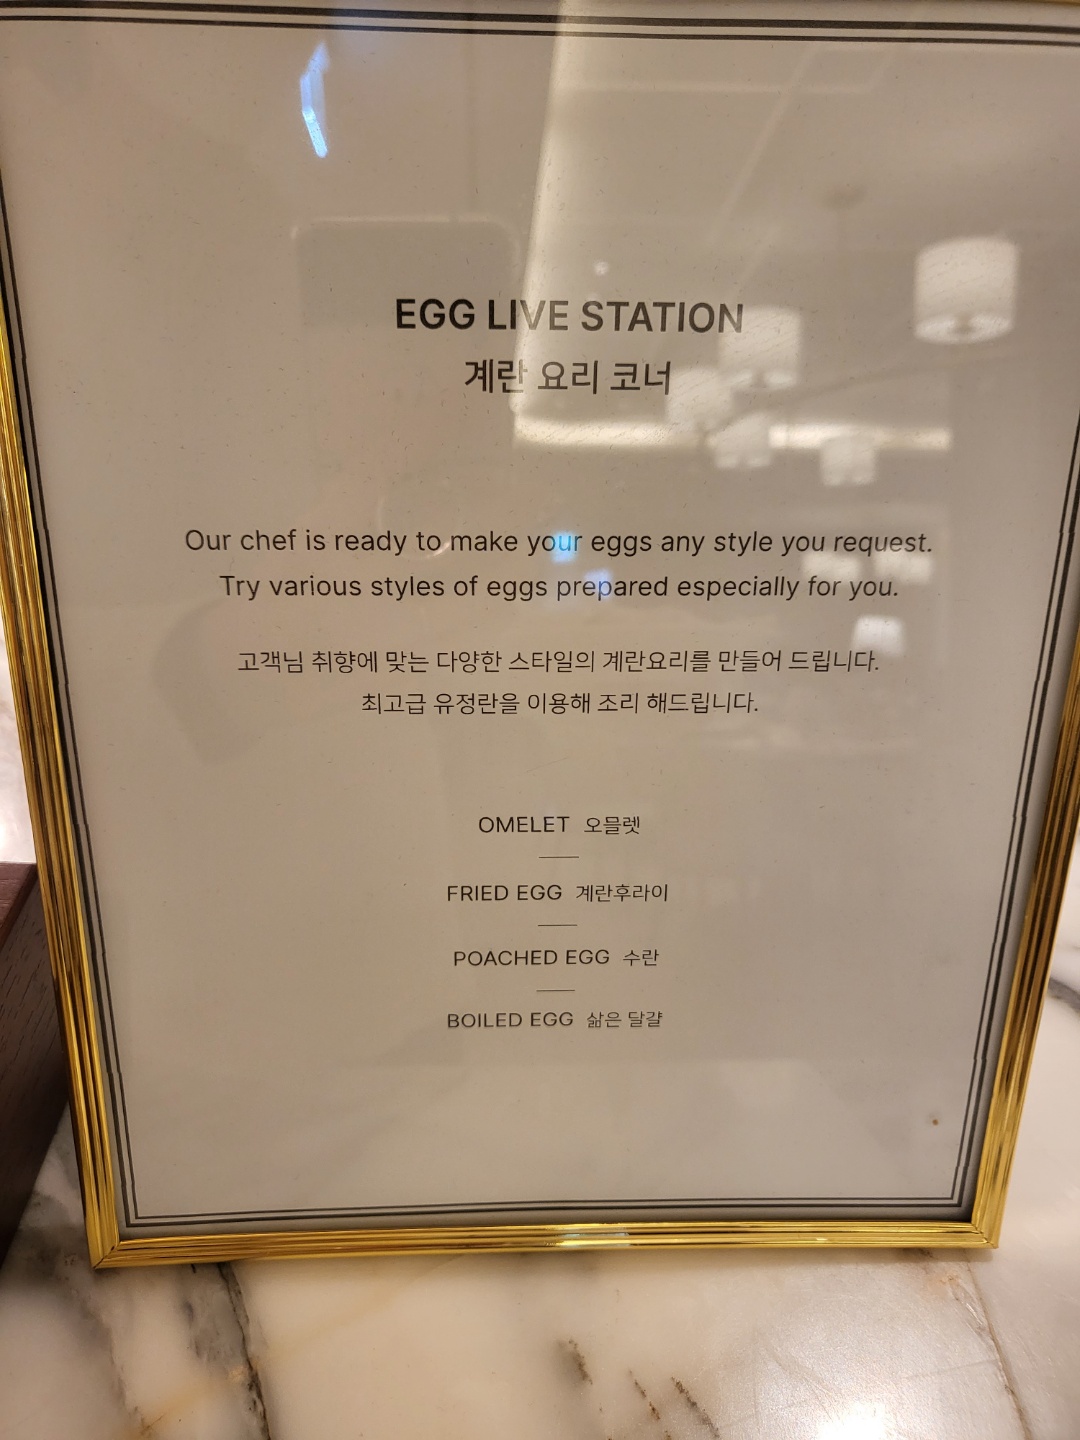 EGG LIVE STATION
계란 요리 코너
Our chef is ready to make your eggs any style you request.
Try various styles of eggs prepared especially for you.
고객님 취향에 맞는 다양한 스타일의 계란요리를 만들어 드립니다.
최고급 유정란을 이용해 조리 해드립니다.
OMELET 오믈렛
FRIED EGG 계란후라이
POACHED EGG 수란
BOILED EGG 삶은 달걀